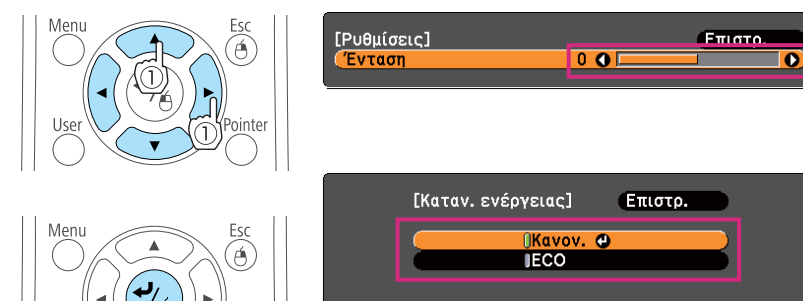 Menu Esc
User Pointer
[Ρυθμίσεις] Επιστρ.
Ένταση 0
Menu Esc
[Καταν. ενέργειας] Επιστρ.
Κανον.
ECO